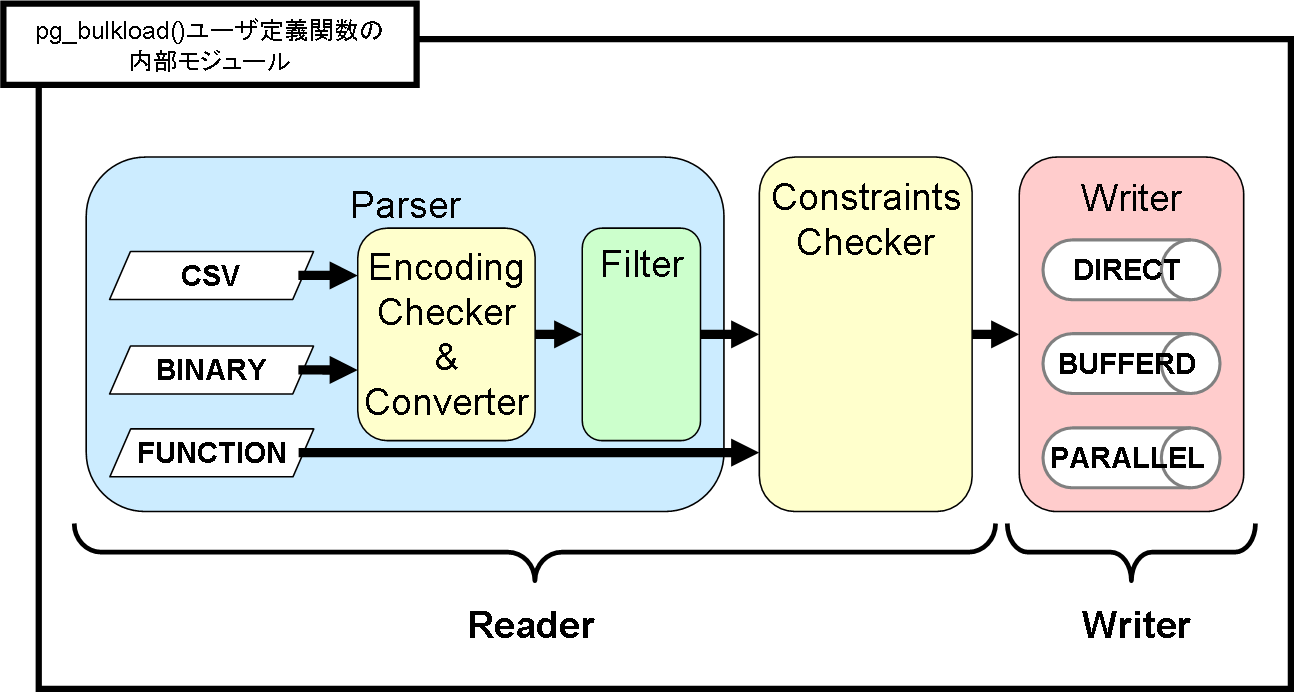 pg_bulkload()ユーザ定義関数の
内部モジュール
Parser
CSV
BINARY
FUNCTION
Encoding
Checker
&
Converter
Filter
Constraints
Checker
Writer
DIRECT
BUFFERD
PARALLEL
Reader
Writer